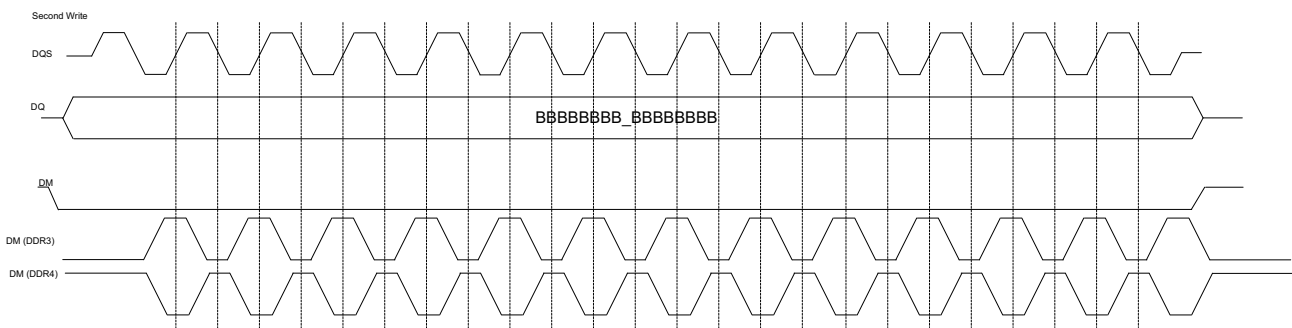 Second Write
DQS
DQ
BBBBBBBB_BBBBBBBB
DM
DM (DDR3)
DM (DDR4)